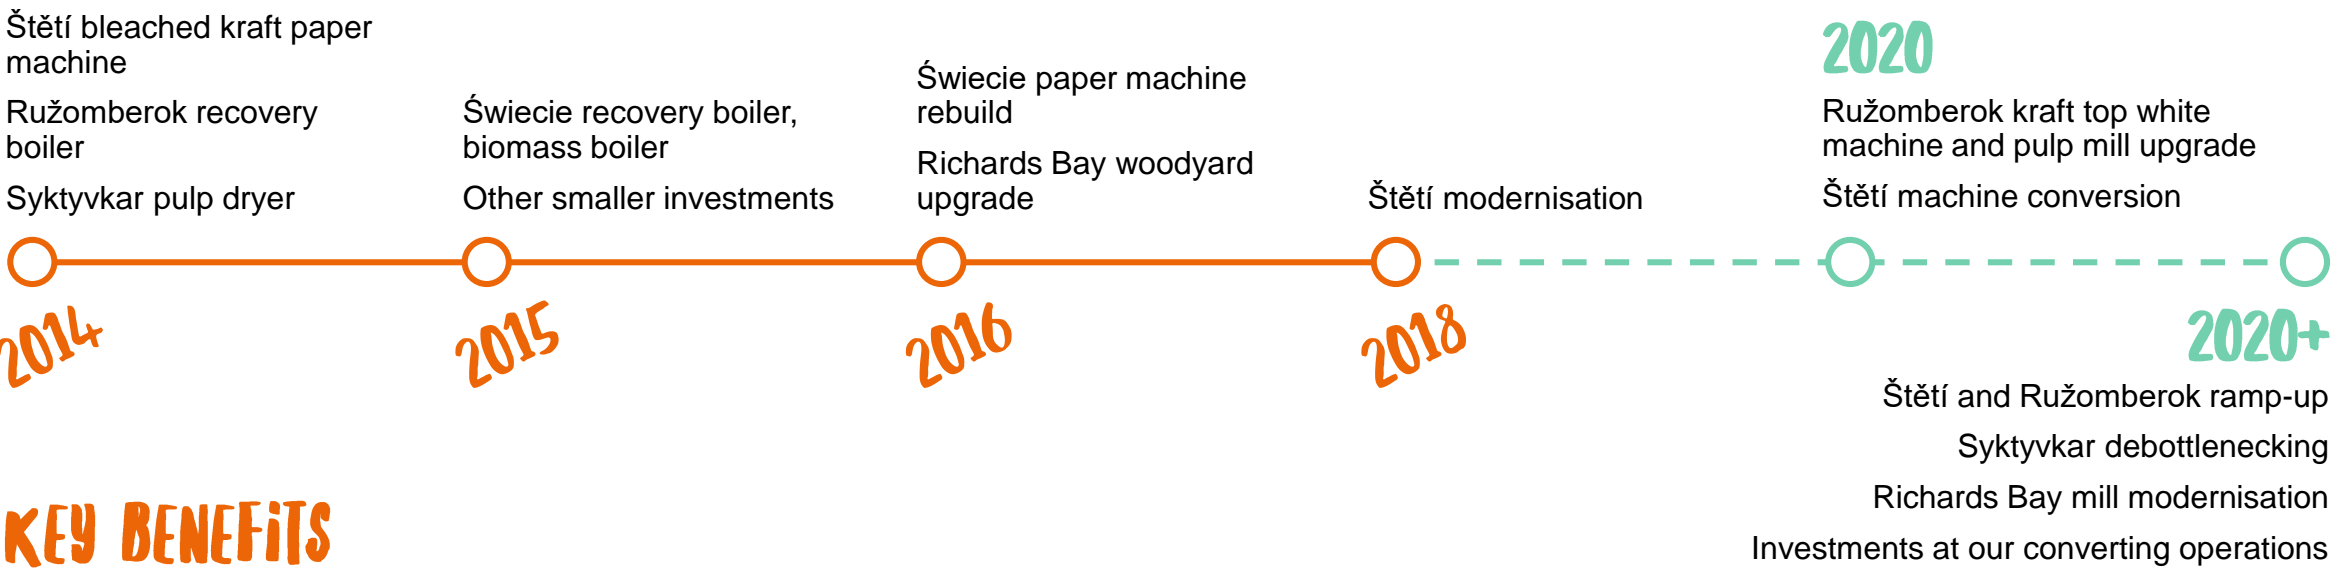 Štětí bleached kraft paper
machine
Ružomberok recovery
boiler
Syktyvkar pulp dryer
2014
Świecie recovery boiler,
biomass boiler
Other smaller investments
2015
Świecie paper machine
rebuild
Richards Bay woodyard
upgrade
2016
Štětí modernisation
2018
2020
Ružomberok kraft top white
machine and pulp mill upgrade
Štětí machine conversion
2020+
Štětí and Ružomberok ramp-up
Syktyvkar debottlenecking
Richards Bay mill modernisation
Investments at our converting operations
KEY BENEFiTS